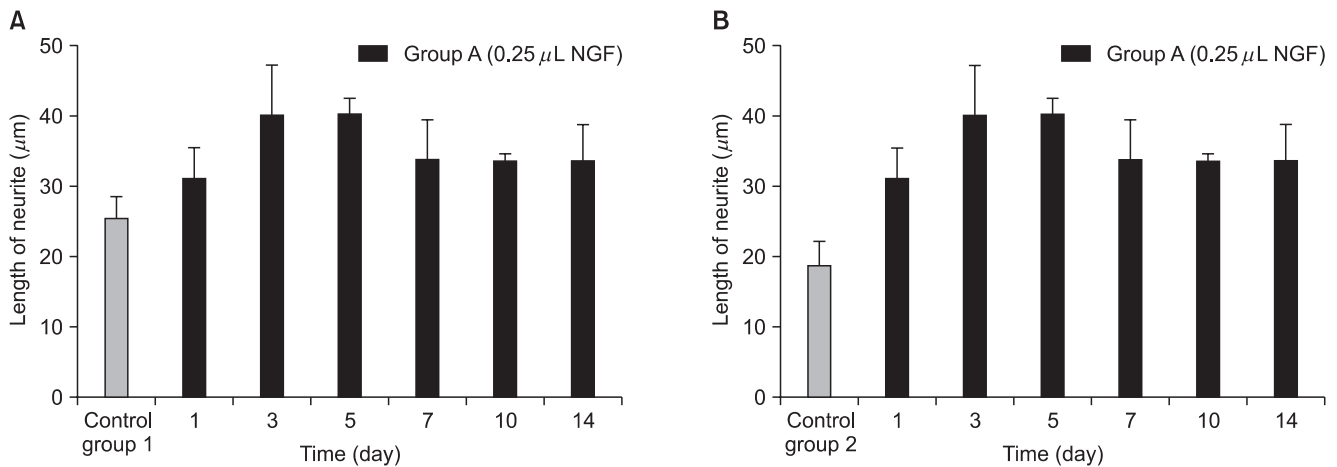 A
50
40
30
20
10
0
Length of neurite (μm)
Group A (0.25 μL NGF)
Control
group 1
1
3
5
7
10
14
Time (day)
B
50
40
30
20
10
0
Length of neurite (μm)
Group A (0.25 μL NGF)
Control
group 2
1
3
5
7
10
14
Time (day)